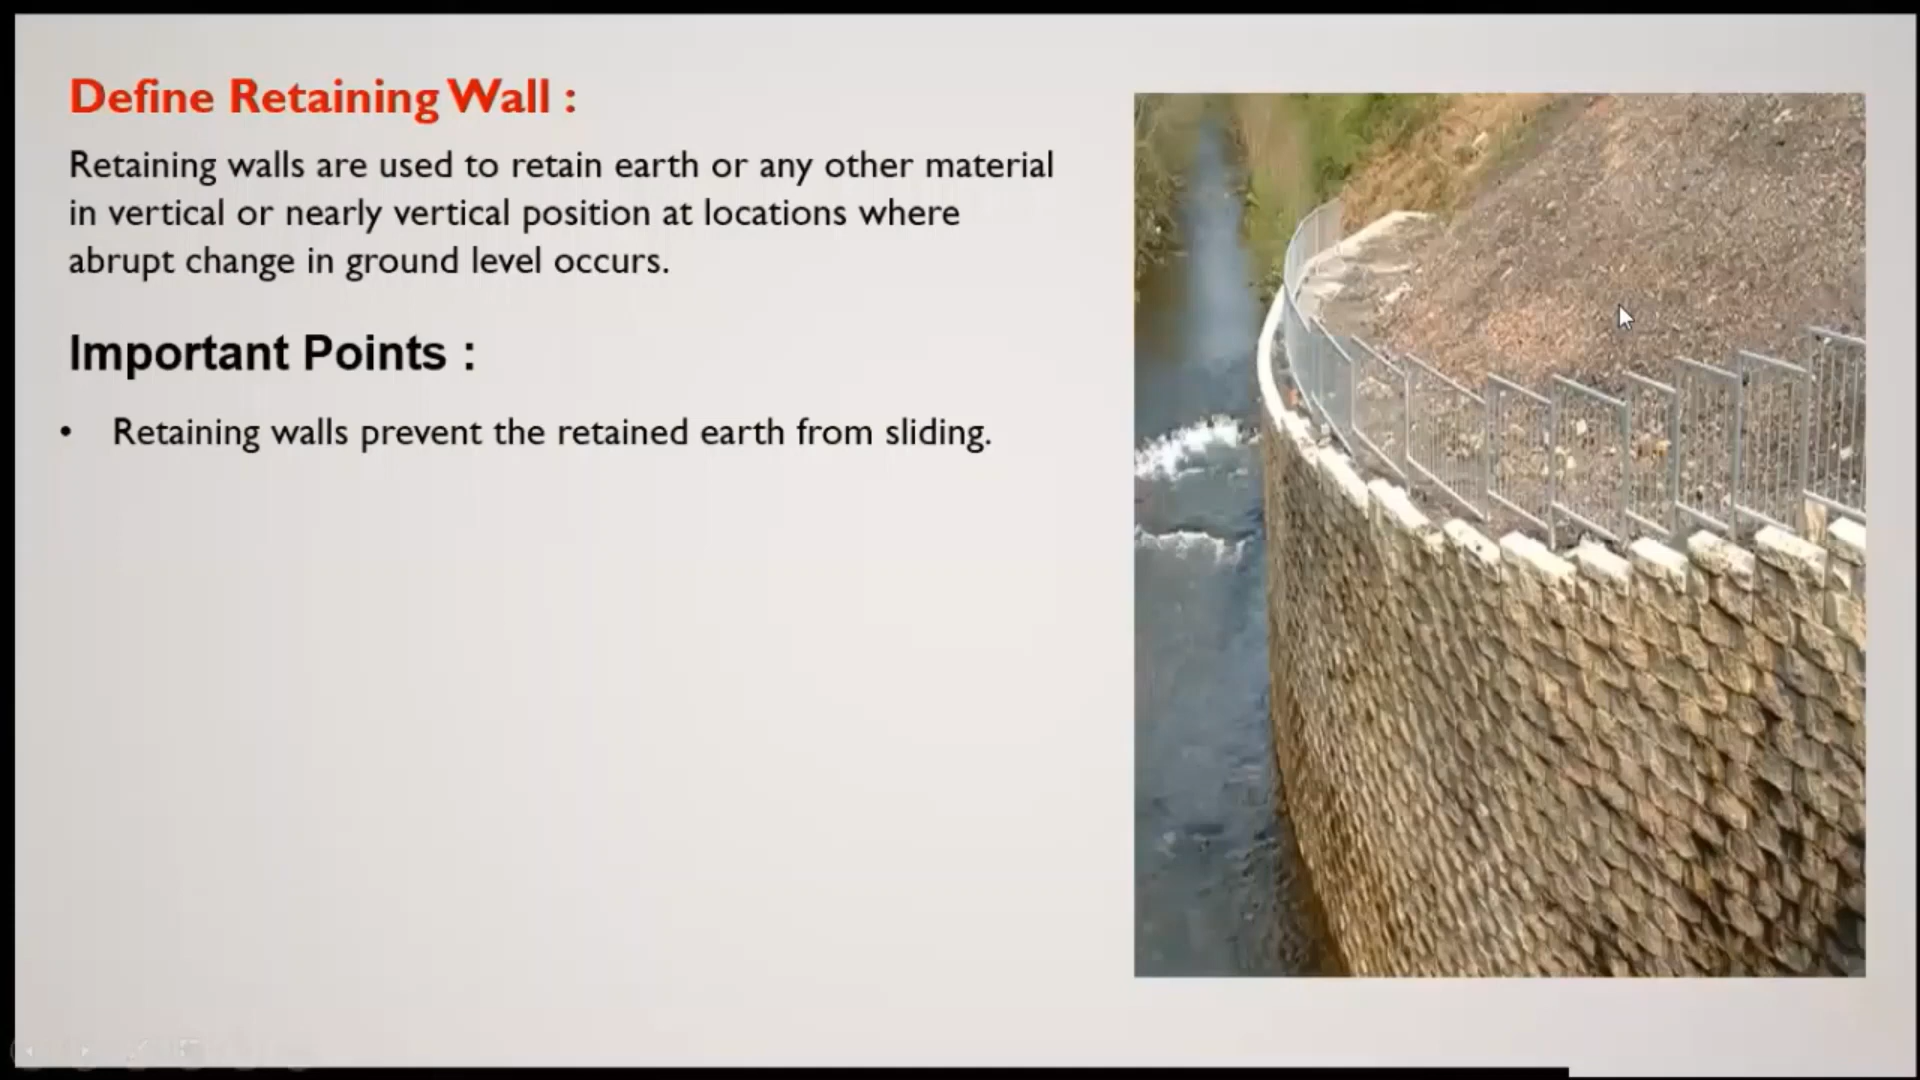 Define Retaining Wall :
Retaining walls are used to retain earth or any other material
in vertical or nearly vertical position at locations where
abrupt change in ground level occurs.
Important Points :
• Retaining walls prevent the retained earth from sliding.